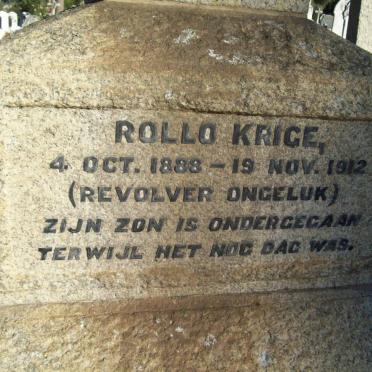 ROLLO KRIGE,
4 OCT. 1888 – 19 NOV. 1912
(REVOLVER ONGELUK)
ZIJN ZON IS ONDERGEGAAN
TERWIJL HET NOG DAG WAS.